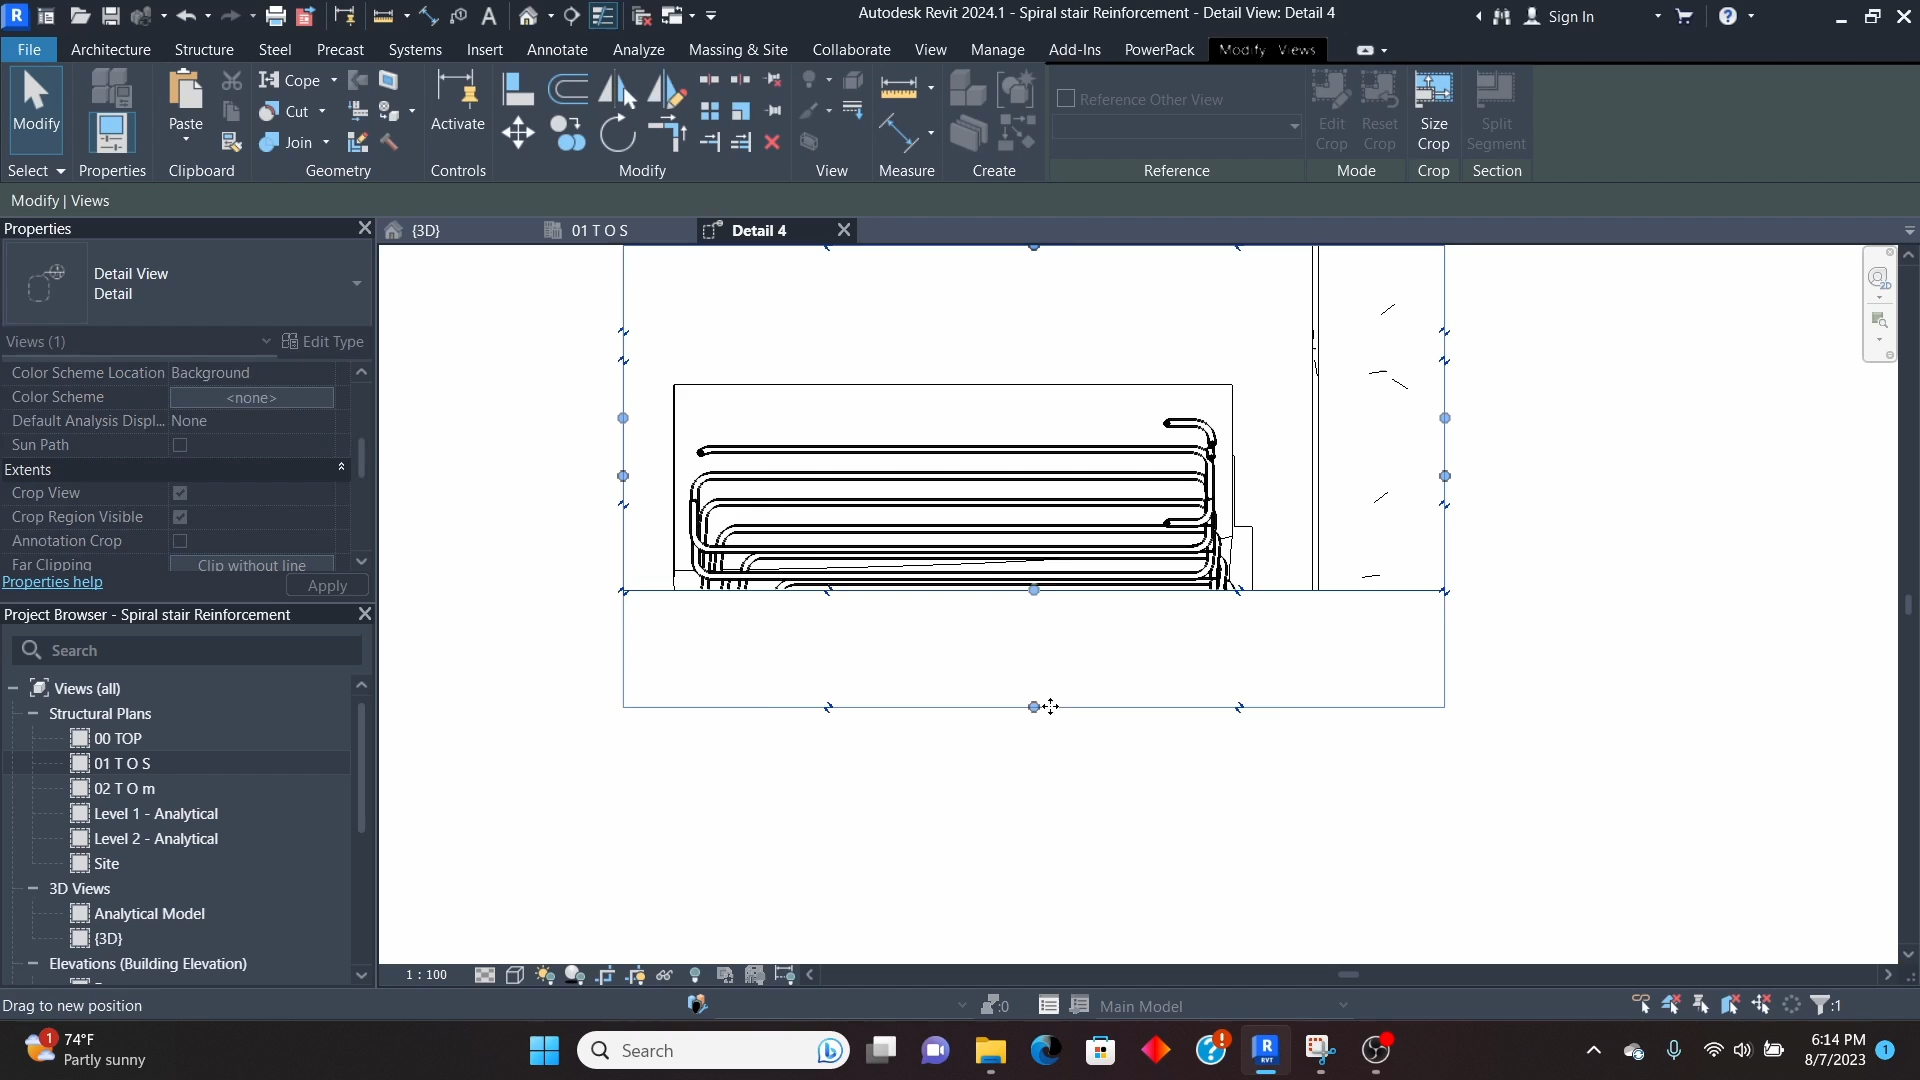 R
A
Autodesk Revit 2024.1 - Spiral stair Reinforcement - Detail View: Detail 4
Sign In
File
Architecture
Structure
Steel
Precast
Systems
Insert
Annotate
Analyze
Massing & Site
Collaborate
View
Manage
Add-Ins
PowerPack
Modify | Views
Modify
Paste
Cope
Cut
Join
Activate
Reference Other View
Edit Crop
Reset Crop
Size Crop
Split Segment
Select
Properties
Clipboard
Geometry
Controls
Modify
View
Measure
Create
Reference
Mode
Crop
Section
Modify | Views
Properties
{3D}
01 T O S
Detail 4
Detail View
Detail
2D
Views (1)
Edit Type
Color Scheme Location Background
Color Scheme <none>
Default Analysis Displ... None
Sun Path
Extents
Crop View
Crop Region Visible
Annotation Crop
Far Clipping Clip without line
Properties help
Apply
Project Browser - Spiral stair Reinforcement
Search
Views (all)
Structural Plans
00 TOP
01 T O S
02 T O m
Level 1 - Analytical
Level 2 - Analytical
Site
3D Views
Analytical Model
{3D}
Elevations (Building Elevation)
1 : 100
Drag to new position
:0
Main Model
:1
1
74°F
Partly sunny
Search
R
RVT
6:14 PM
8/7/2023
1